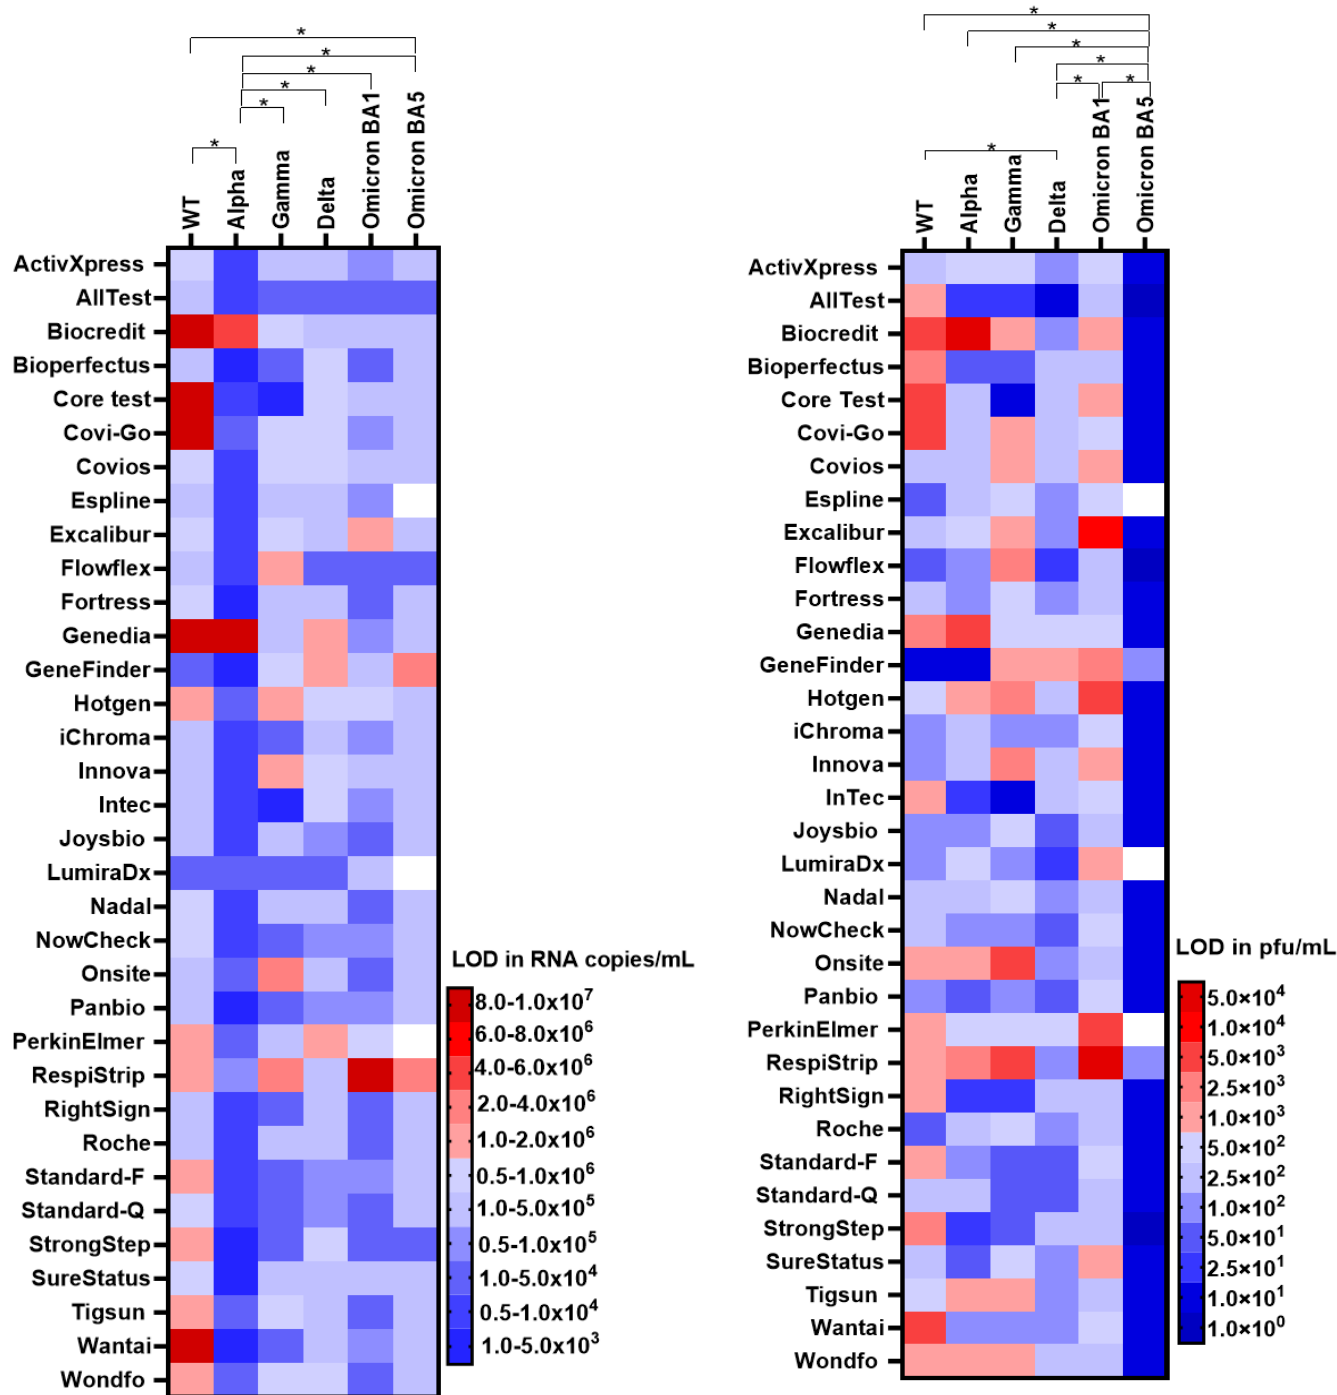 * * * * * *
WT
Alpha
Gamma
Delta
Omicron BA1
Omicron BA5
ActivXpress
AllTest
Biocredit
Bioperfectus
Core test
Covi-Go
Covios
Espline
Excalibur
Flowflex
Fortress
Genedia
GeneFinder
Hotgen
iChroma
Innova
Intec
Joysbio
LumiraDx
Nadal
NowCheck
Onsite
Panbio
PerkinElmer
RespiStrip
RightSign
Roche
Standard-F
Standard-Q
StrongStep
SureStatus
Tigsun
Wantai
Wondfo
LOD in RNA copies/mL
8.0-1.0x10⁷
6.0-8.0x10⁶
4.0-6.0x10⁶
2.0-4.0x10⁶
1.0-2.0x10⁶
0.5-1.0x10⁶
1.0-5.0x10⁵
0.5-1.0x10⁵
1.0-5.0x10⁴
0.5-1.0x10⁴
1.0-5.0x10³
* * * * * * *
WT
Alpha
Gamma
Delta
Omicron BA1
Omicron BA5
ActivXpress
AllTest
Biocredit
Bioperfectus
Core Test
Covi-Go
Covios
Espline
Excalibur
Flowflex
Fortress
Genedia
GeneFinder
Hotgen
iChroma
Innova
InTec
Joysbio
LumiraDx
Nadal
NowCheck
Onsite
Panbio
PerkinElmer
RespiStrip
RightSign
Roche
Standard-F
Standard-Q
StrongStep
SureStatus
Tigsun
Wantai
Wondfo
LOD in pfu/mL
5.0×10⁴
1.0×10⁴
5.0×10³
2.5×10³
1.0×10³
5.0×10²
2.5×10²
1.0×10²
5.0×10¹
2.5×10¹
1.0×10¹
1.0×10⁰